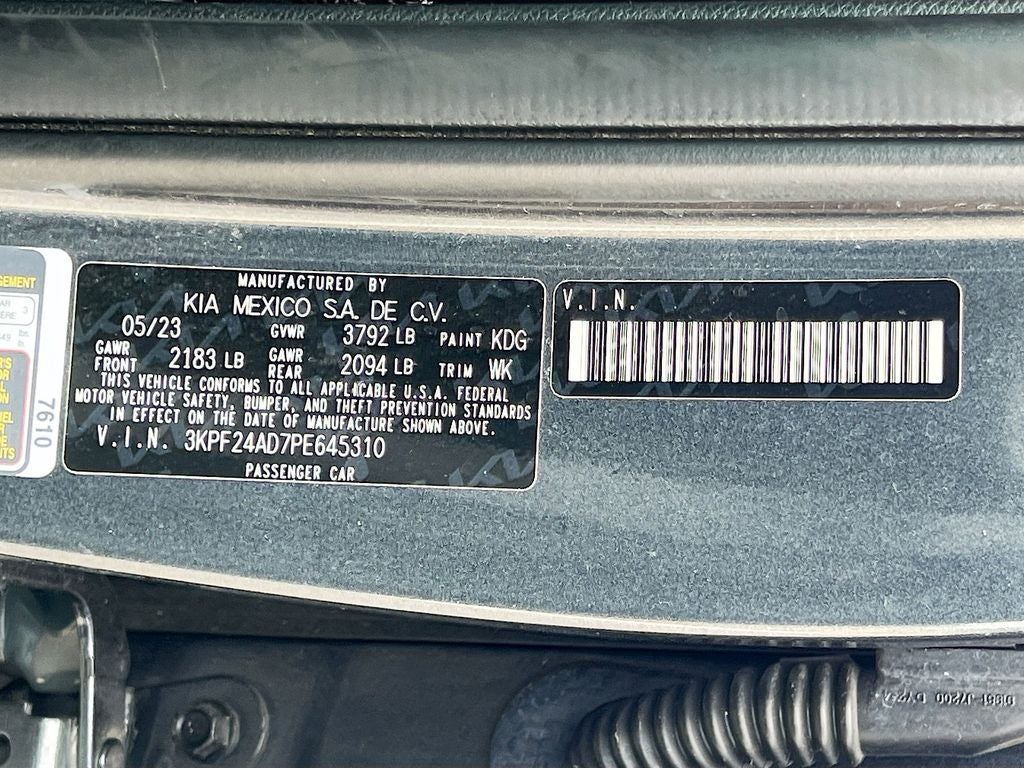 GEMENT
3
7610
MANUFACTURED BY
KIA MEXICO S.A. DE C.V.
05/23 GVWR 3792 LB PAINT KDG
GAWR FRONT 2183 LB GAWR REAR 2094 LB TRIM WK
THIS VEHICLE CONFORMS TO ALL APPLICABLE U.S.A. FEDERAL
MOTOR VEHICLE SAFETY, BUMPER, AND THEFT PREVENTION STANDARDS
IN EFFECT ON THE DATE OF MANUFACTURE SHOWN ABOVE.
V.I.N. 3KPF24AD7PE645310
PASSENGER CAR
V.I.N.